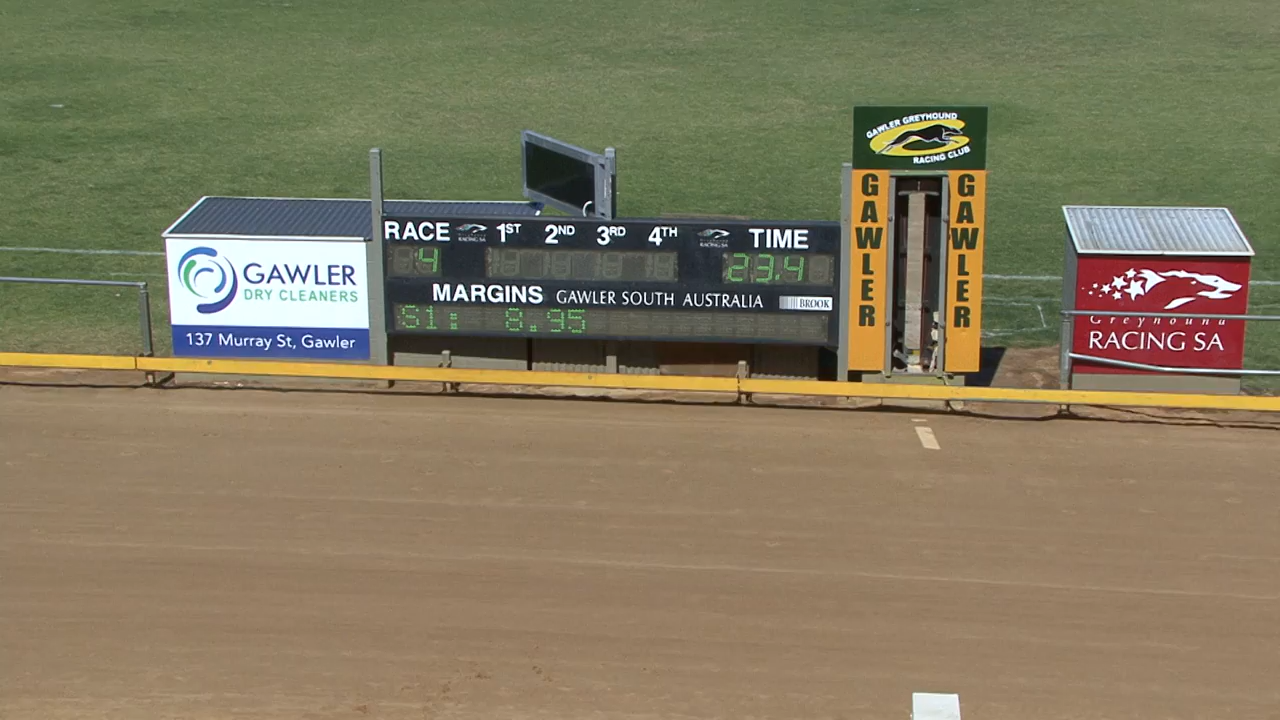 GAWLER GREYHOUND
RACING CLUB
GAWLER
GAWLER
RACE 1ST 2ND 3RD 4TH TIME
4 23.4
MARGINS GAWLER SOUTH AUSTRALIA BROOK
S1: 8.95
GAWLER
DRY CLEANERS
137 Murray St, Gawler
Greyhound
RACING SA